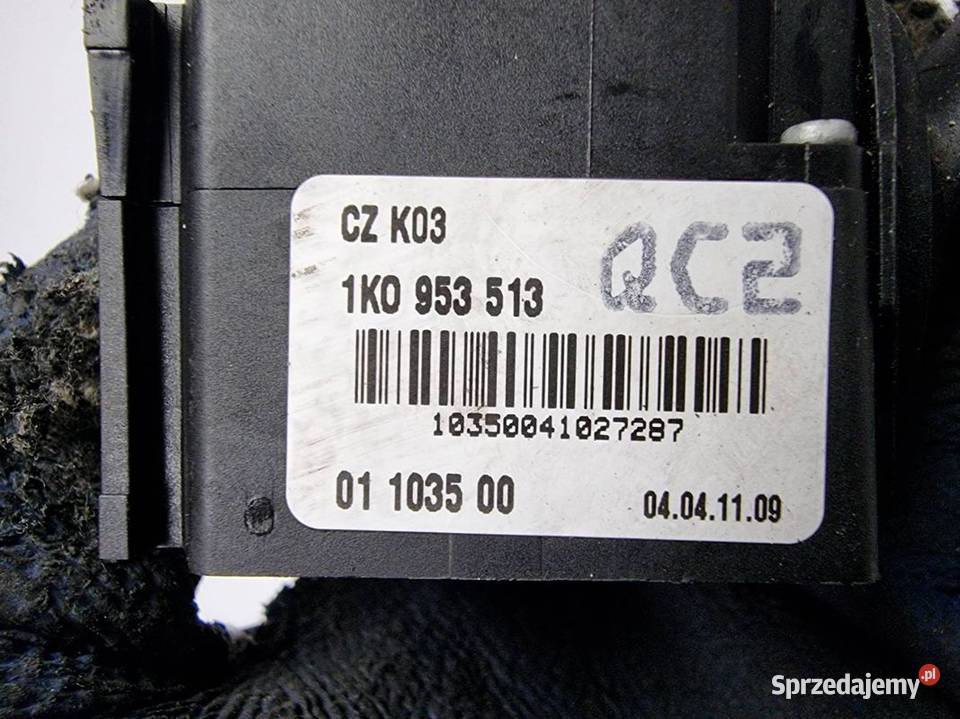 CZ K03
QC2
1K0 953 513
10350041027287
01 1035 00
04.04.11.09
Sprzedajemy.pl